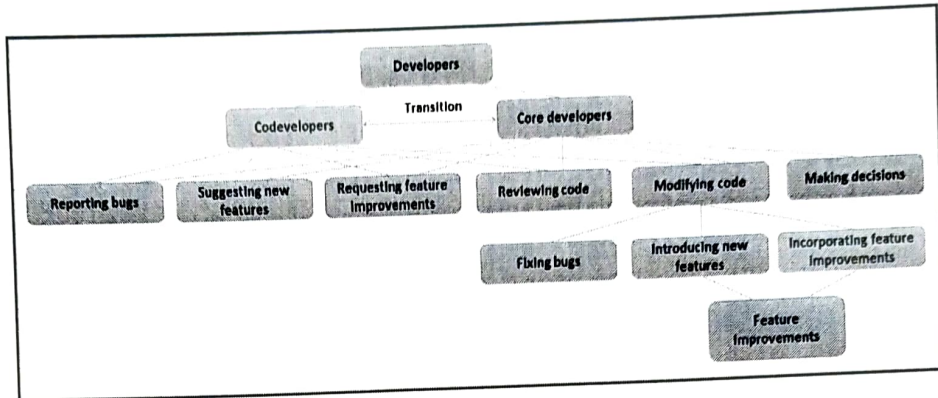 Developers
Transition
Codevelopers
Core developers
Reporting bugs
Suggesting new
features
Requesting feature
improvements
Reviewing code
Modifying code
Making decisions
Fixing bugs
Introducing new
features
Incorporating feature
improvements
Feature
improvements